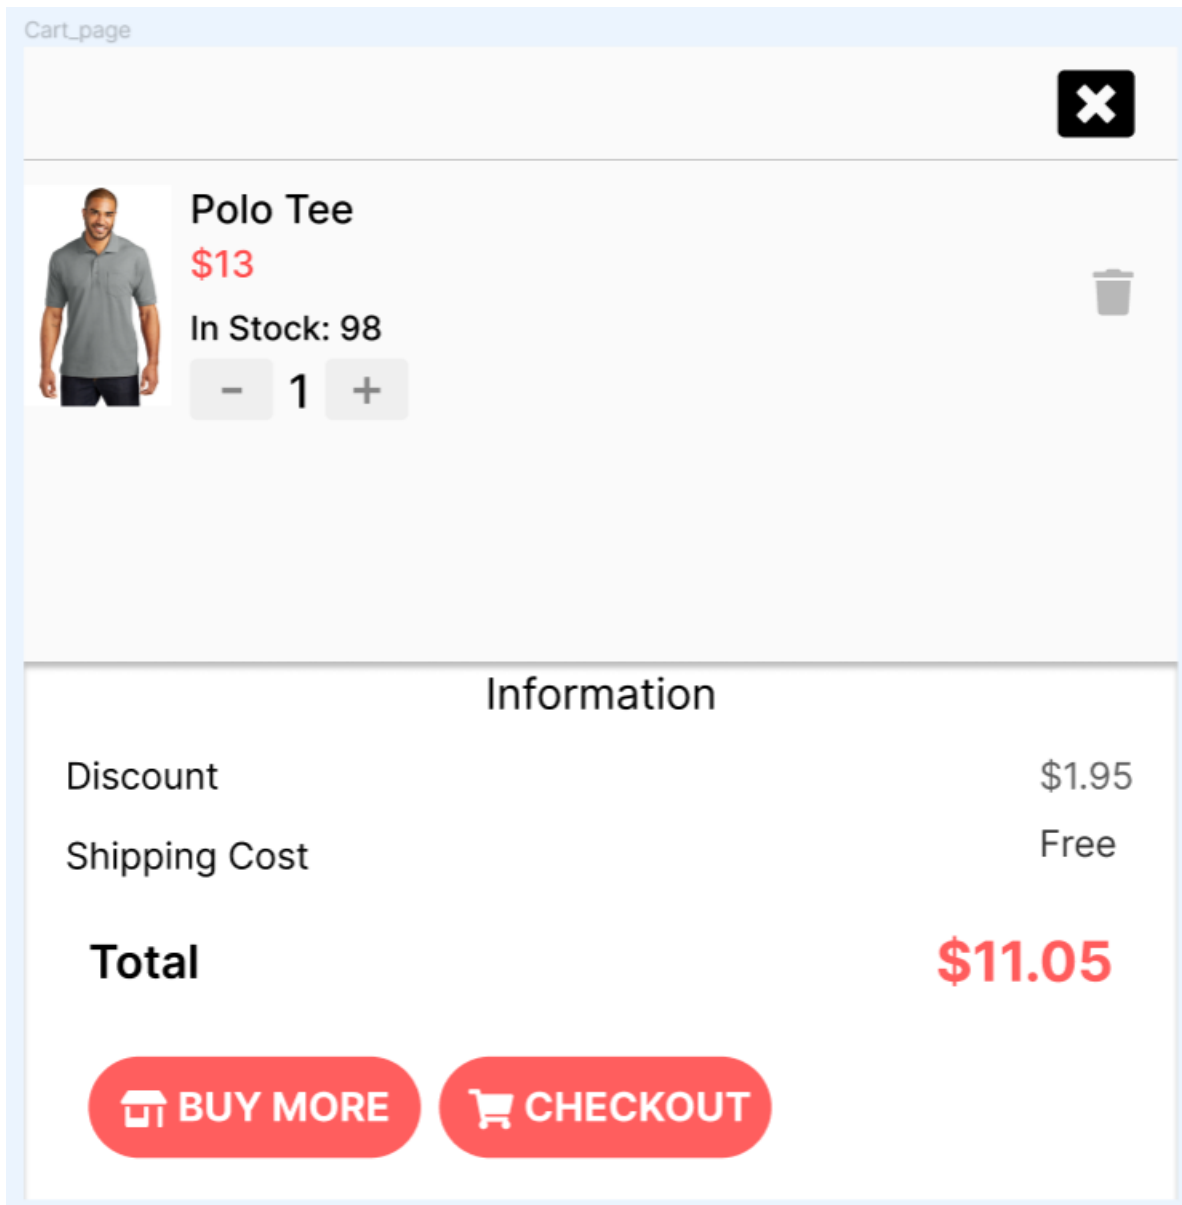 Cart_page
Polo Tee
$13
In Stock: 98
- 1 +
Information
Discount $1.95
Shipping Cost Free
Total $11.05
BUY MORE CHECKOUT